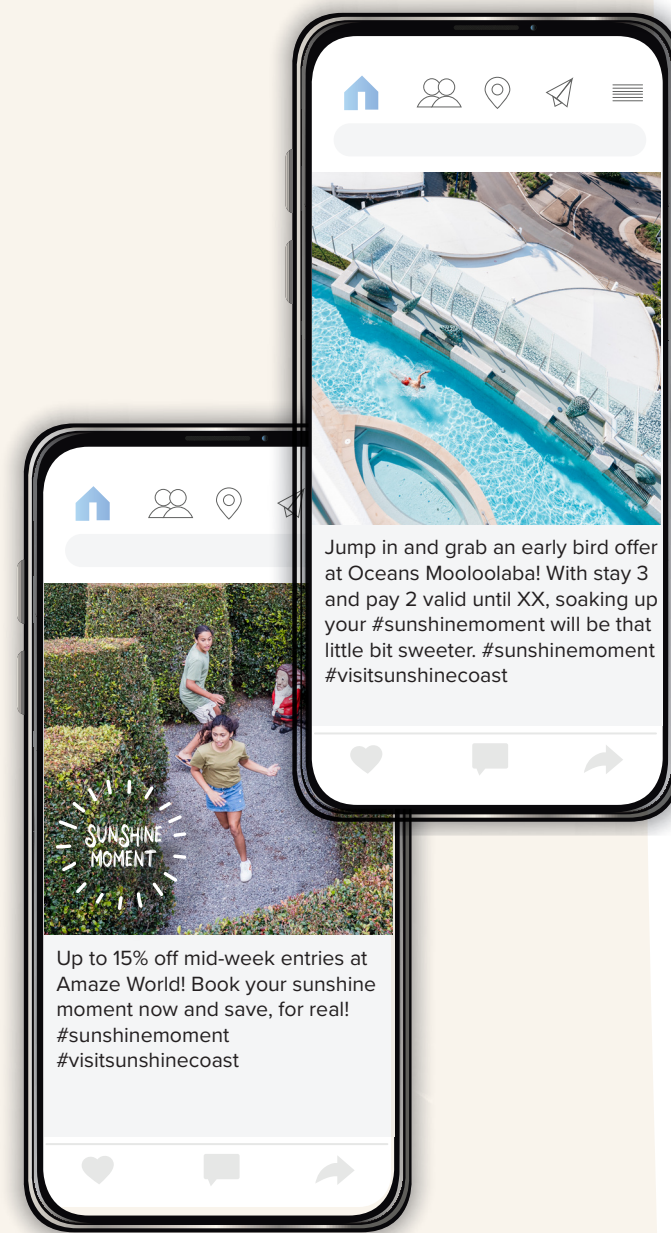 Jump in and grab an early bird offer
at Oceans Mooloolaba! With stay 3
and pay 2 valid until XX, soaking up
your #sunshinemoment will be that
little bit sweeter. #sunshinemoment
#visitsunshinecoast
SUNSHINE
MOMENT
Up to 15% off mid-week entries at
Amaze World! Book your sunshine
moment now and save, for real!
#sunshinemoment
#visitsunshinecoast